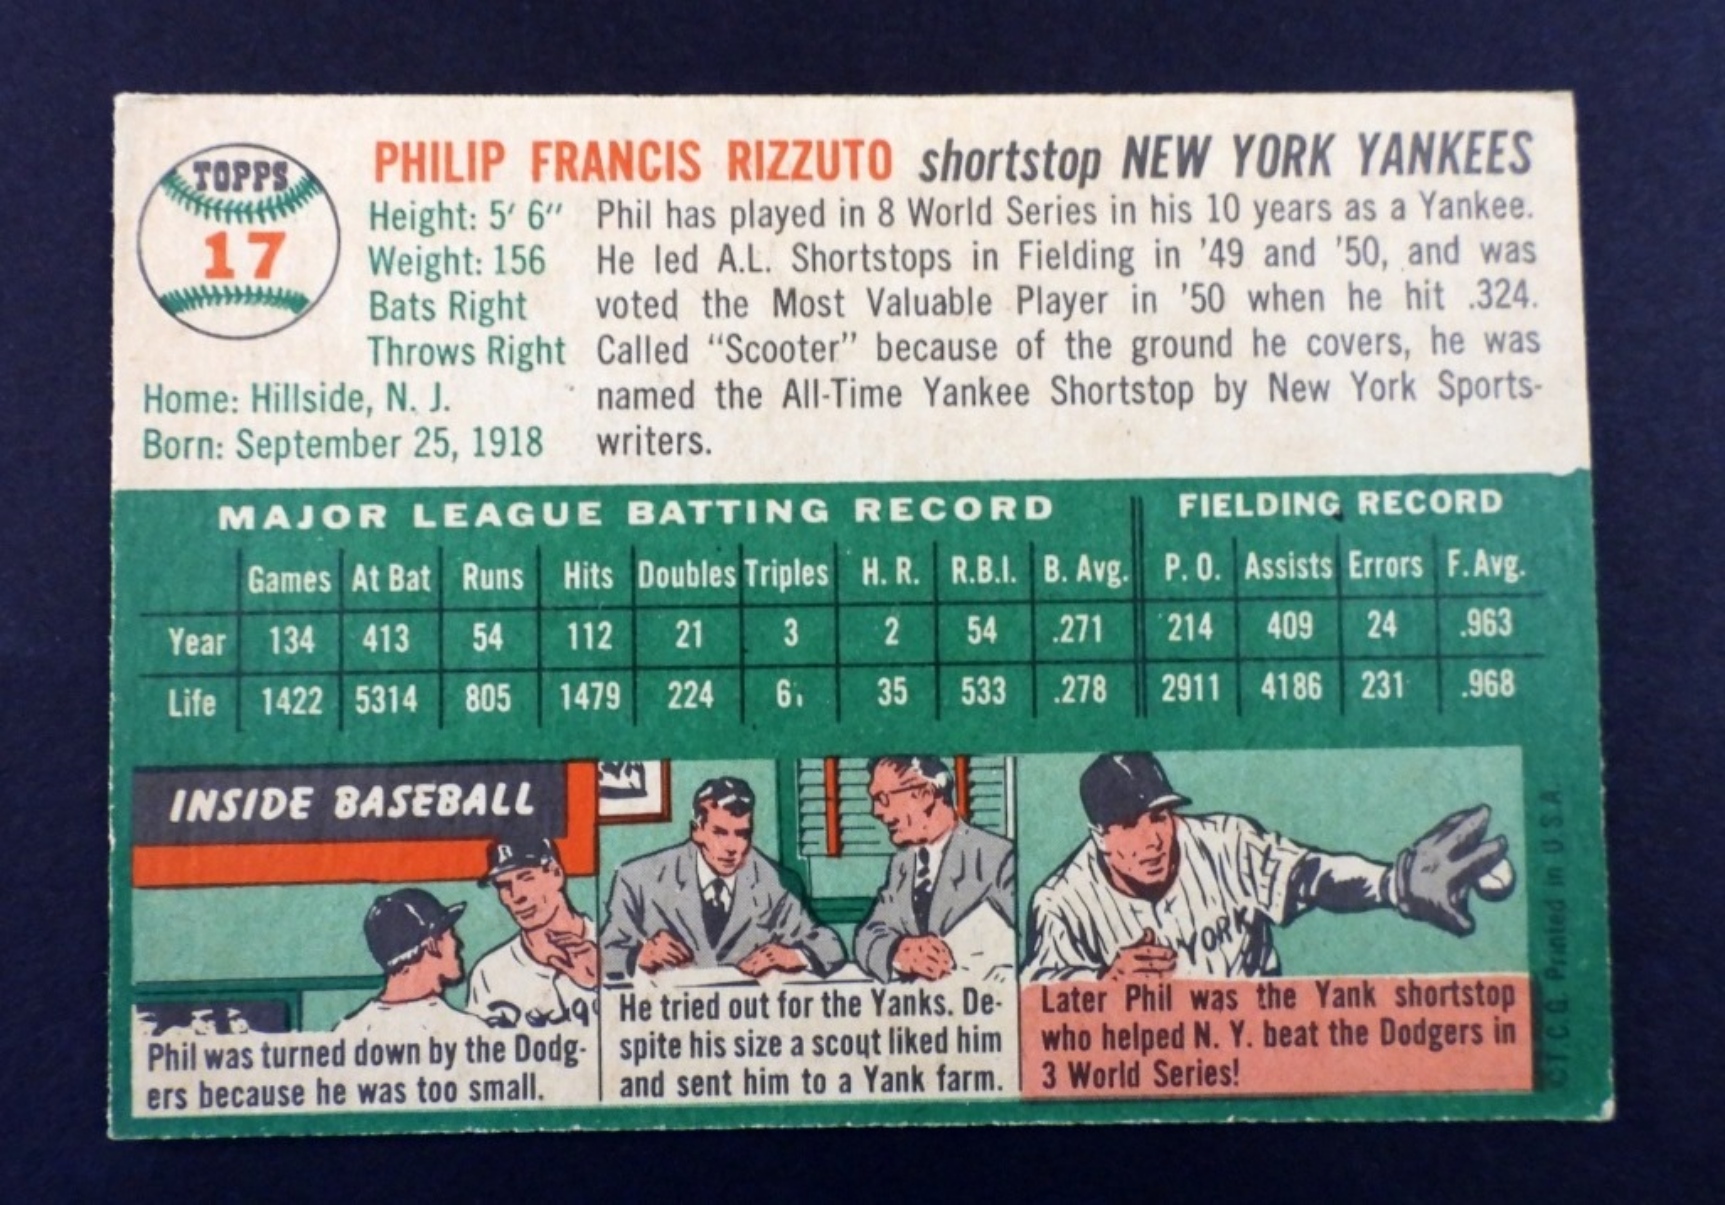 TOPPS
17
PHILIP FRANCIS RIZZUTO shortstop NEW YORK YANKEES
Height: 5' 6"
Weight: 156
Bats Right
Throws Right
Home: Hillside, N. J.
Born: September 25, 1918
Phil has played in 8 World Series in his 10 years as a Yankee.
He led A.L. Shortstops in Fielding in '49 and '50, and was
voted the Most Valuable Player in '50 when he hit .324.
Called "Scooter" because of the ground he covers, he was
named the All-Time Yankee Shortstop by New York Sports-
writers.
MAJOR LEAGUE BATTING RECORD FIELDING RECORD
Games At Bat Runs Hits Doubles Triples H. R. R.B.I. B. Avg. P. O. Assists Errors F. Avg.
Year 134 413 54 112 21 3 2 54 .271 214 409 24 .963
Life 1422 5314 805 1479 224 35 533 .278 2911 4186 231 .968
INSIDE BASEBALL
B
Dodg
Phil was turned down by the Dodg-
ers because he was too small.
He tried out for the Yanks. De-
spite his size a scout liked him
and sent him to a Yank farm.
YORK
Later Phil was the Yank shortstop
who helped N. Y. beat the Dodgers in
3 World Series!
©T.C.G. Printed in U.S.A.